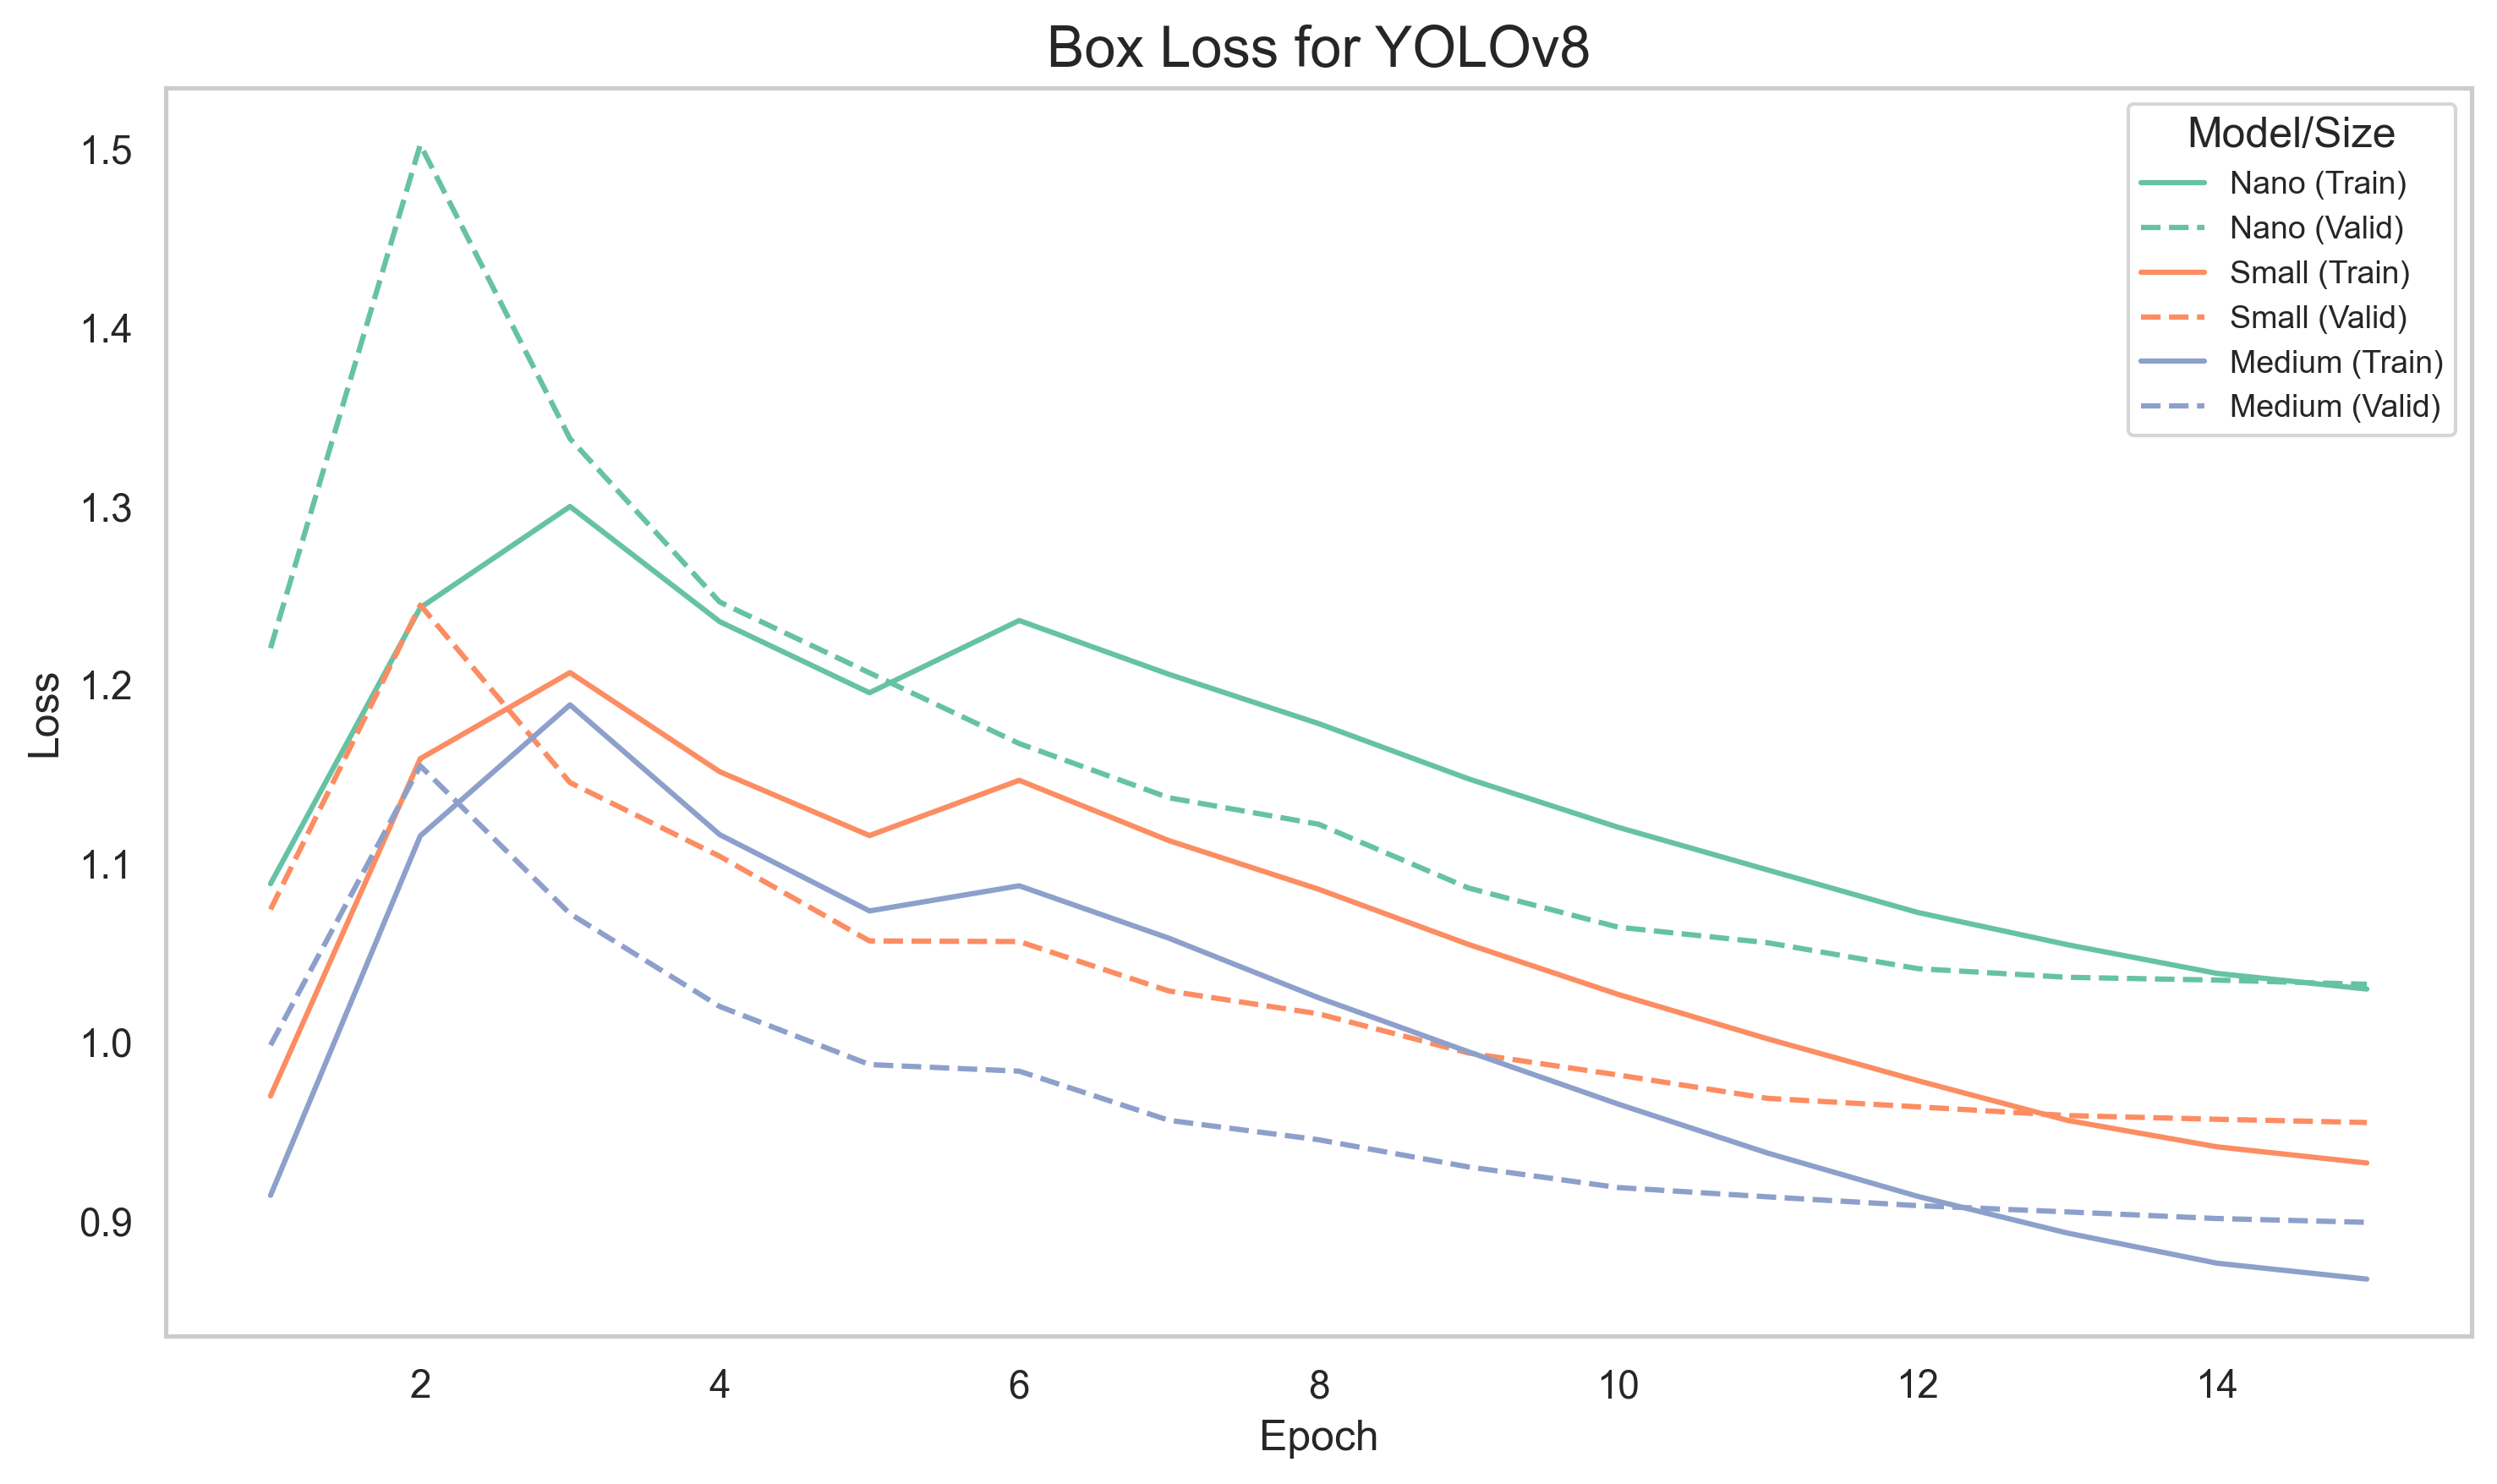 Box Loss for YOLOv8
Model/Size
Nano (Train)
Nano (Valid)
Small (Train)
Small (Valid)
Medium (Train)
Medium (Valid)
Loss
1.5
1.4
1.3
1.2
1.1
1.0
0.9
2 4 6 8 10 12 14
Epoch